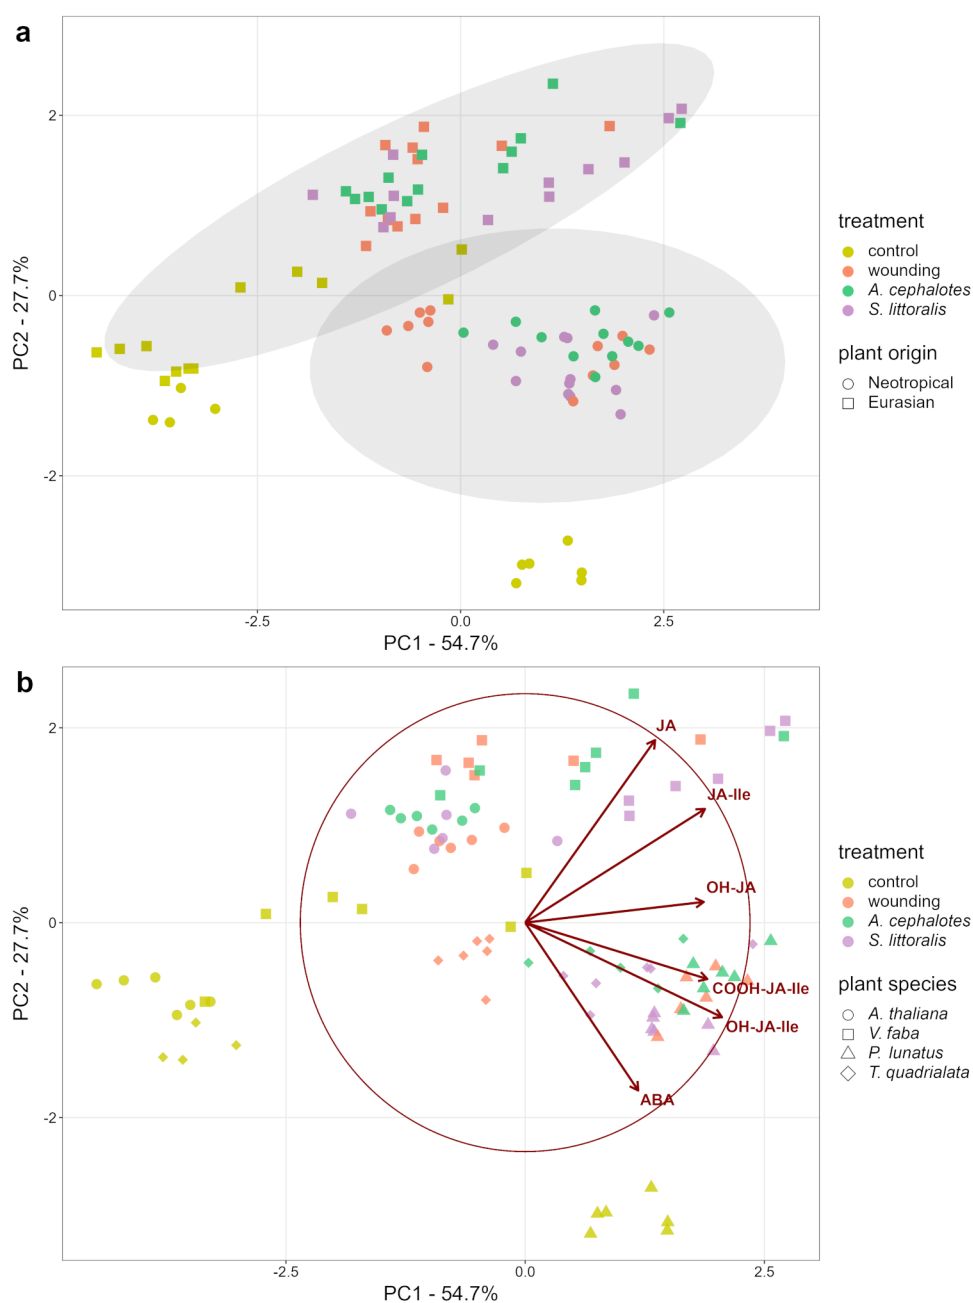 a
2
0
-2
PC2 - 27.7%
-2.5
0.0
2.5
PC1 - 54.7%
treatment
control
wounding
A. cephalotes
S. littoralis
plant origin
Neotropical
Eurasian
b
2
0
-2
PC2 - 27.7%
JA
JA-Ile
OH-JA
COOH-JA-Ile
OH-JA-Ile
ABA
-2.5
0.0
2.5
PC1 - 54.7%
treatment
control
wounding
A. cephalotes
S. littoralis
plant species
A. thaliana
V. faba
P. lunatus
T. quadrialata